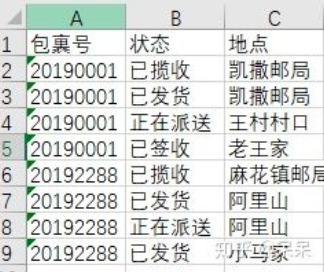 A B C
1 包裹号 状态 地点
2 20190001 已揽收 凯撒邮局
3 20190001 已发货 凯撒邮局
4 20190001 正在派送 王村村口
5 20190001 已签收 老王家
6 20192288 已揽收 麻花镇邮局
7 20192288 已发货 阿里山
8 20192288 正在派送 阿里山
9 20192288 已发货 小马家
知乎